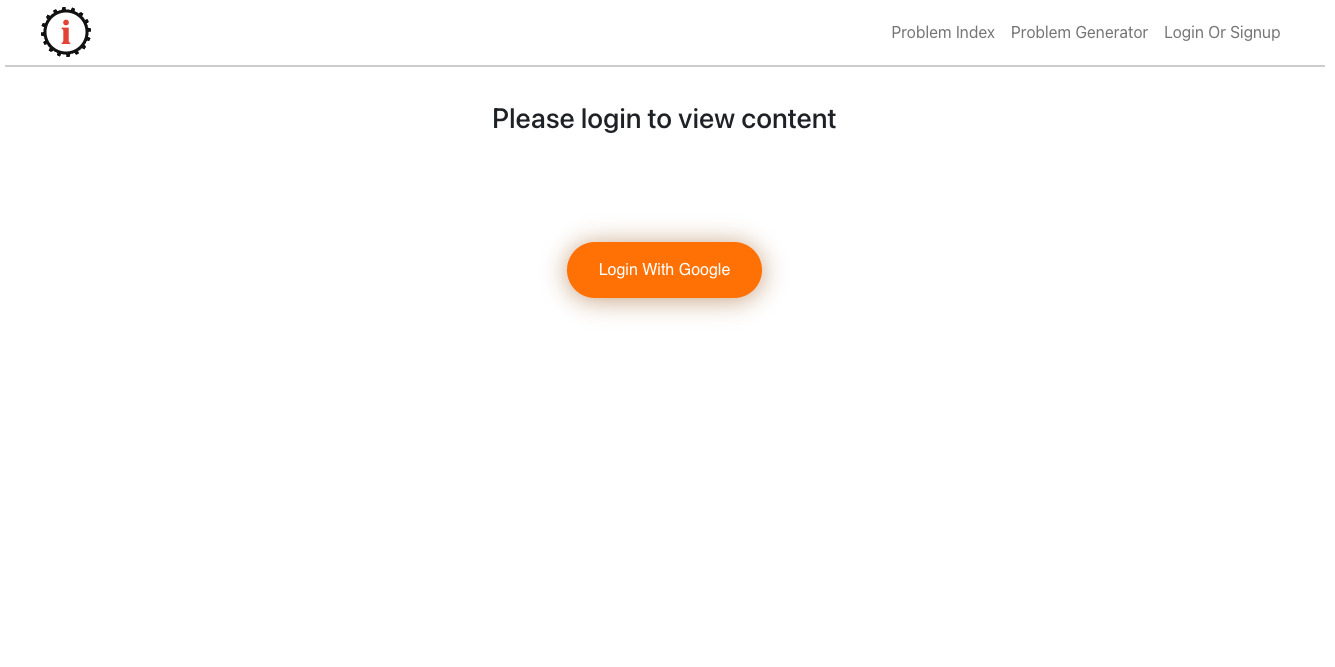 i
Problem Index Problem Generator Login Or Signup
Please login to view content
Login With Google